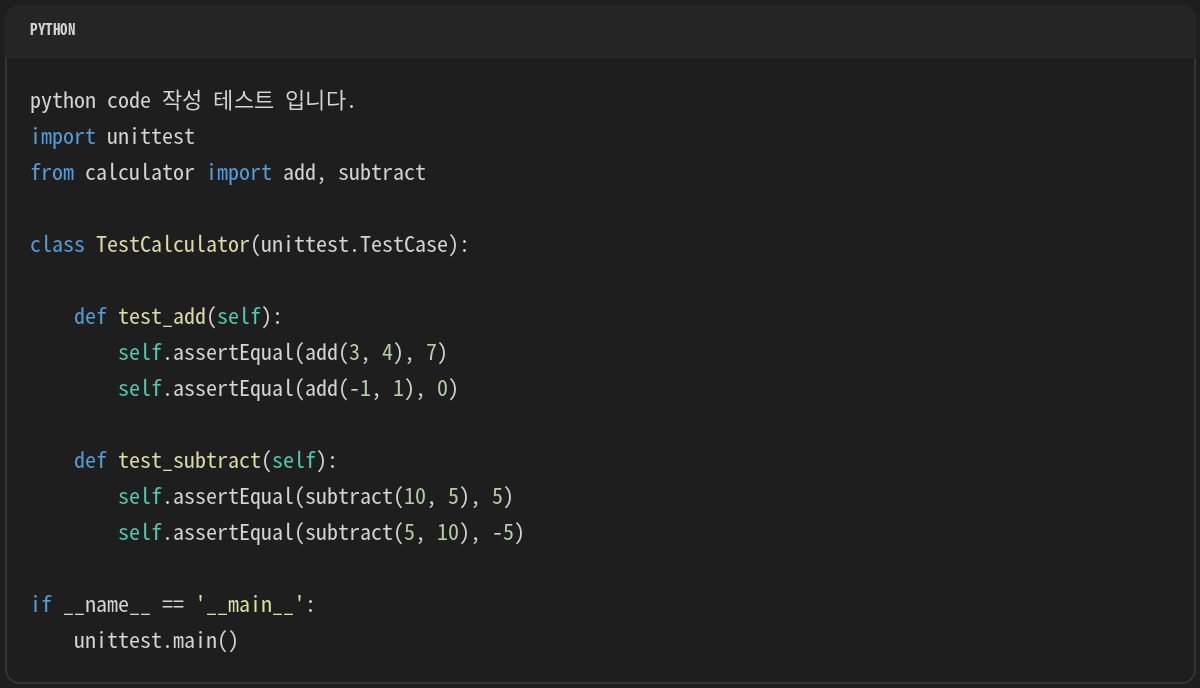 PYTHON
python code 작성 테스트 입니다.
import unittest
from calculator import add, subtract
class TestCalculator(unittest.TestCase):
    def test_add(self):
        self.assertEqual(add(3, 4), 7)
        self.assertEqual(add(-1, 1), 0)
    def test_subtract(self):
        self.assertEqual(subtract(10, 5), 5)
        self.assertEqual(subtract(5, 10), -5)
if __name__ == '__main__':
    unittest.main()